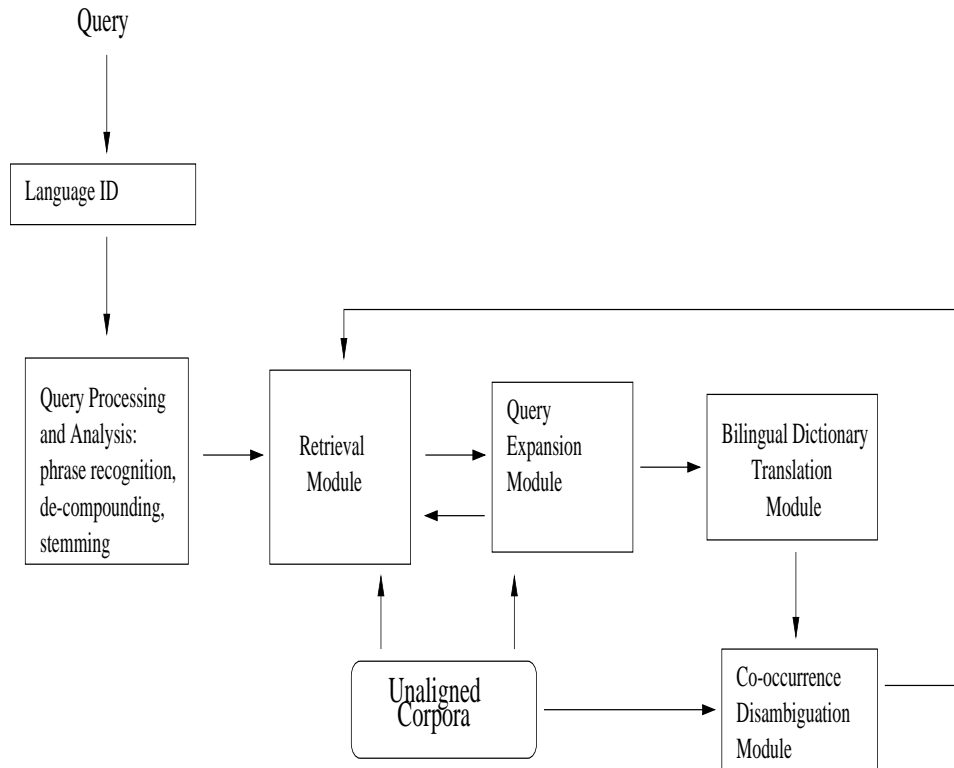 Query
Language ID
Query Processing
and Analysis:
phrase recognition,
de-compounding,
stemming
Retrieval
Module
Query
Expansion
Module
Bilingual Dictionary
Translation
Module
Unaligned
Corpora
Co-occurrence
Disambiguation
Module